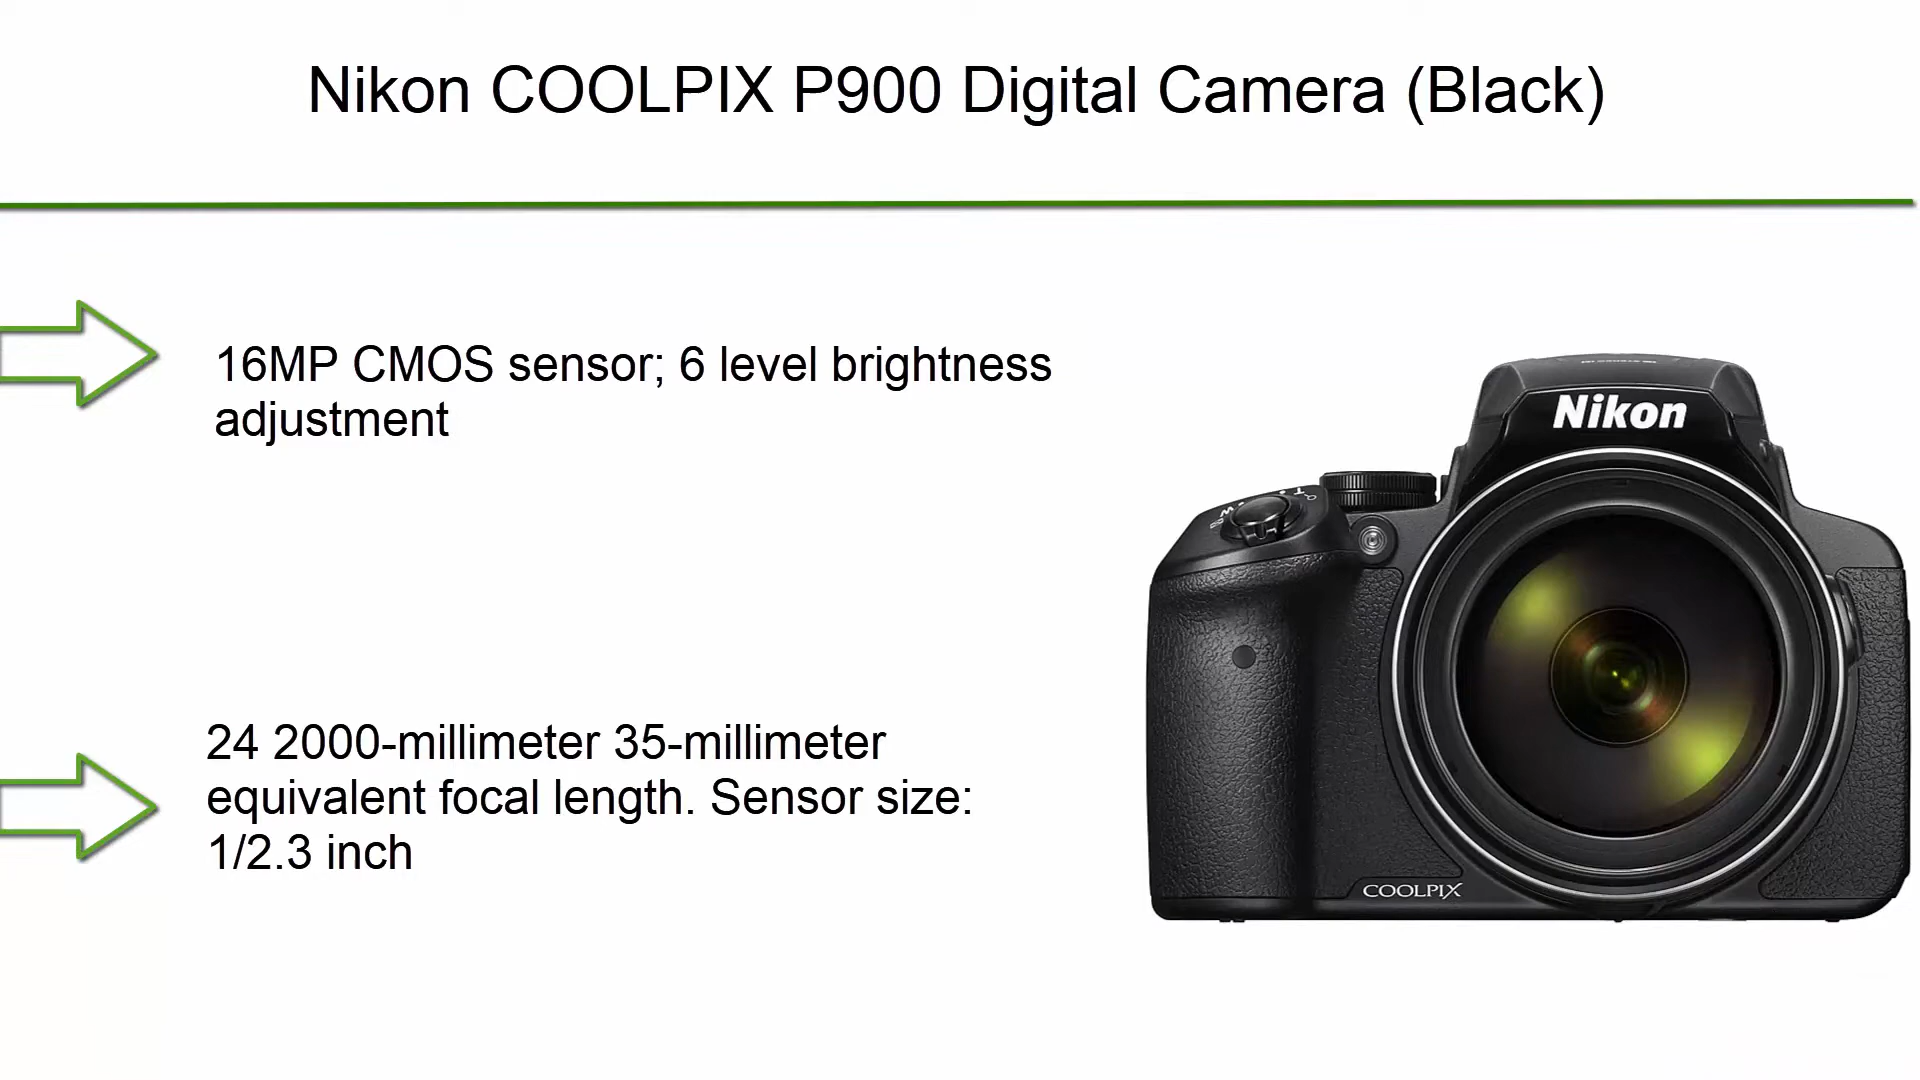 Nikon COOLPIX P900 Digital Camera (Black)
16MP CMOS sensor; 6 level brightness
adjustment
24 2000-millimeter 35-millimeter
equivalent focal length. Sensor size:
1/2.3 inch
Nikon
T
W
COOLPIX